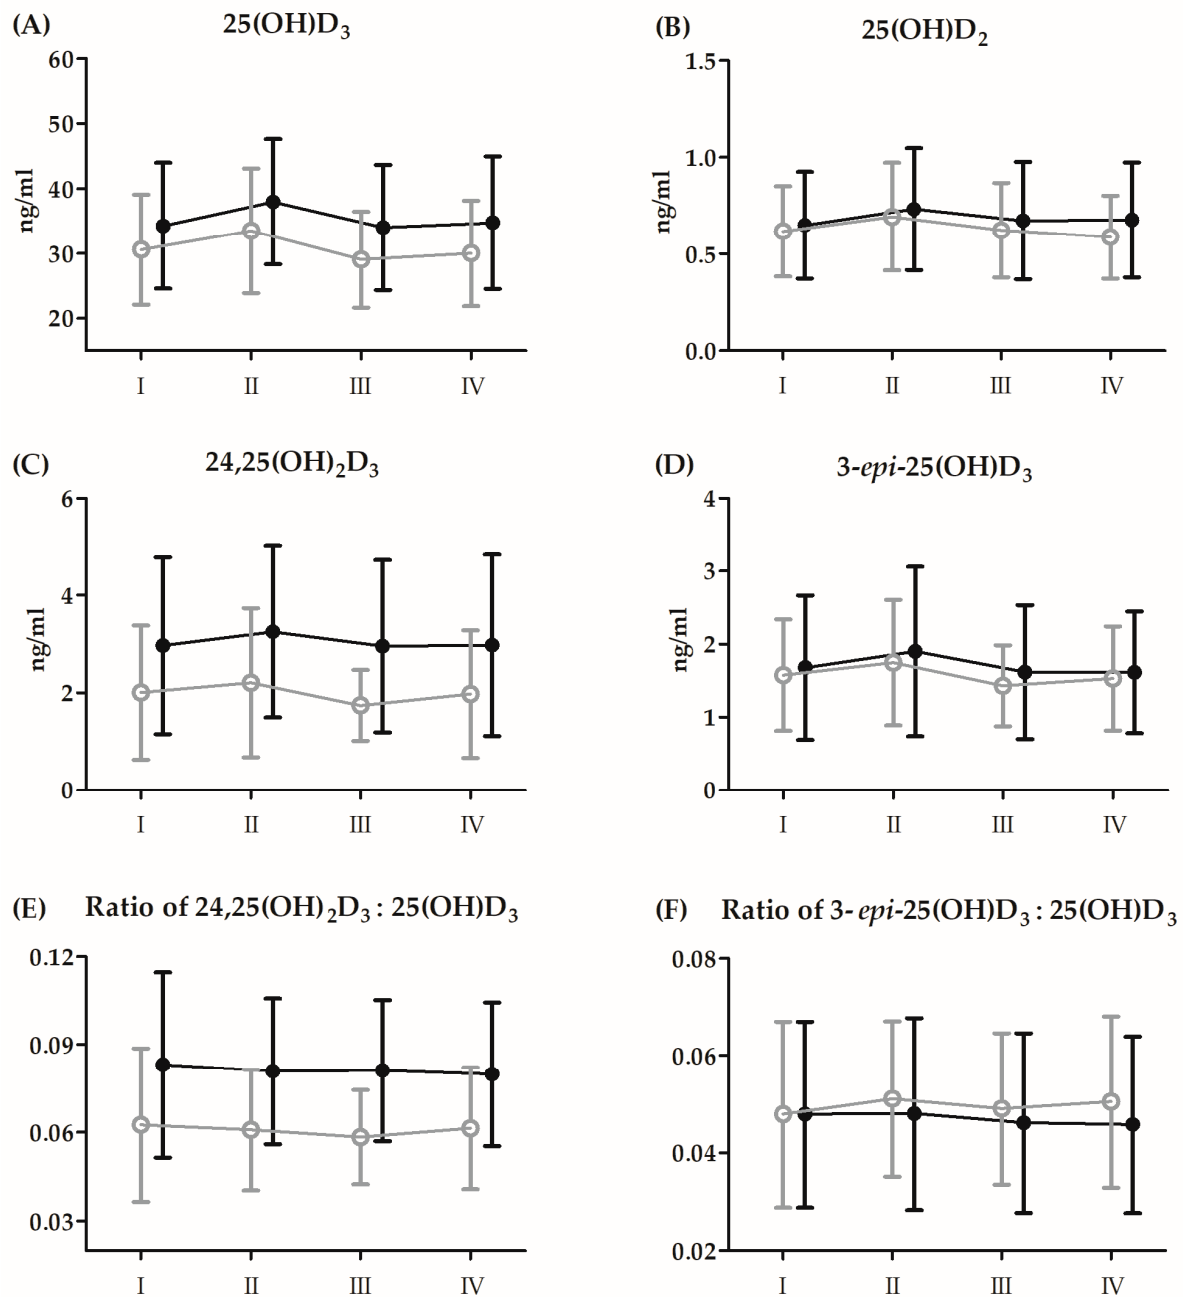 (A) 25(OH)D₃
60
50
40
30
20
ng/ml
I II III IV
(B) 25(OH)D₂
1.5
1.0
0.5
0.0
ng/ml
I II III IV
(C) 24,25(OH)₂D₃
6
4
2
0
ng/ml
I II III IV
(D) 3-epi-25(OH)D₃
4
3
2
1
0
ng/ml
I II III IV
(E) Ratio of 24,25(OH)₂D₃ : 25(OH)D₃
0.12
0.09
0.06
0.03
I II III IV
(F) Ratio of 3-epi-25(OH)D₃ : 25(OH)D₃
0.08
0.06
0.04
0.02
I II III IV